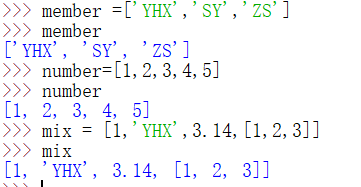 >>> member =['YHX','SY','ZS']
>>> member
['YHX', 'SY', 'ZS']
>>> number=[1,2,3,4,5]
>>> number
[1, 2, 3, 4, 5]
>>> mix = [1,'YHX',3.14,[1,2,3]]
>>> mix
[1, 'YHX', 3.14, [1, 2, 3]]
>>>